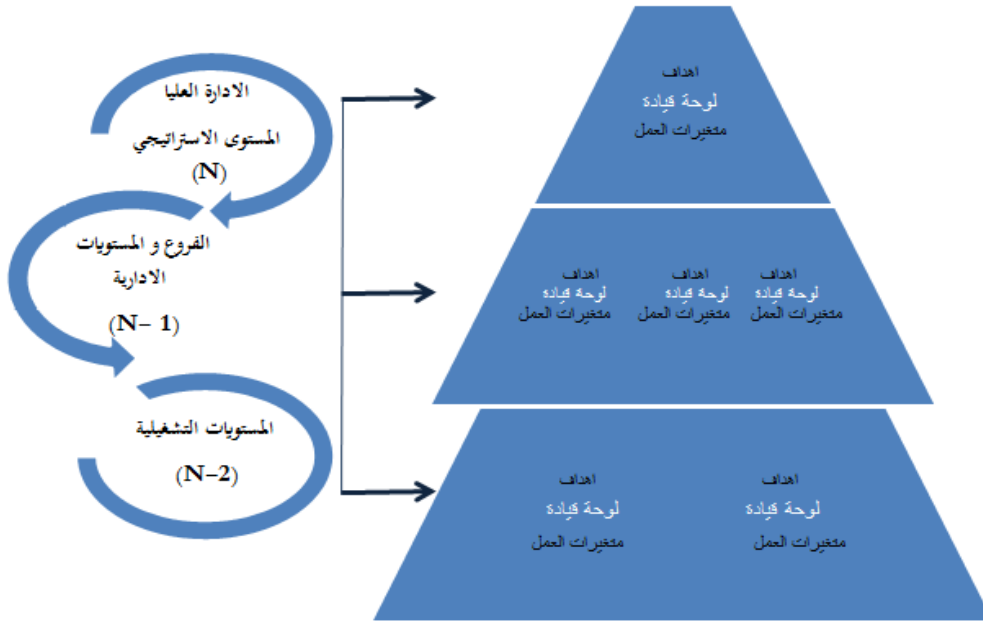 الادارة العليا
المستوى الاستراتيجي
(N)
الفروع و المستويات
الادارية
(N- 1)
المستويات التشغيلية
(N-2)
اهداف
لوحة قيادة
متغيرات العمل
اهداف
لوحة قيادة
متغيرات العمل
اهداف
لوحة قيادة
متغيرات العمل
اهداف
لوحة قيادة
متغيرات العمل
اهداف
لوحة قيادة
متغيرات العمل
اهداف
لوحة قيادة
متغيرات العمل